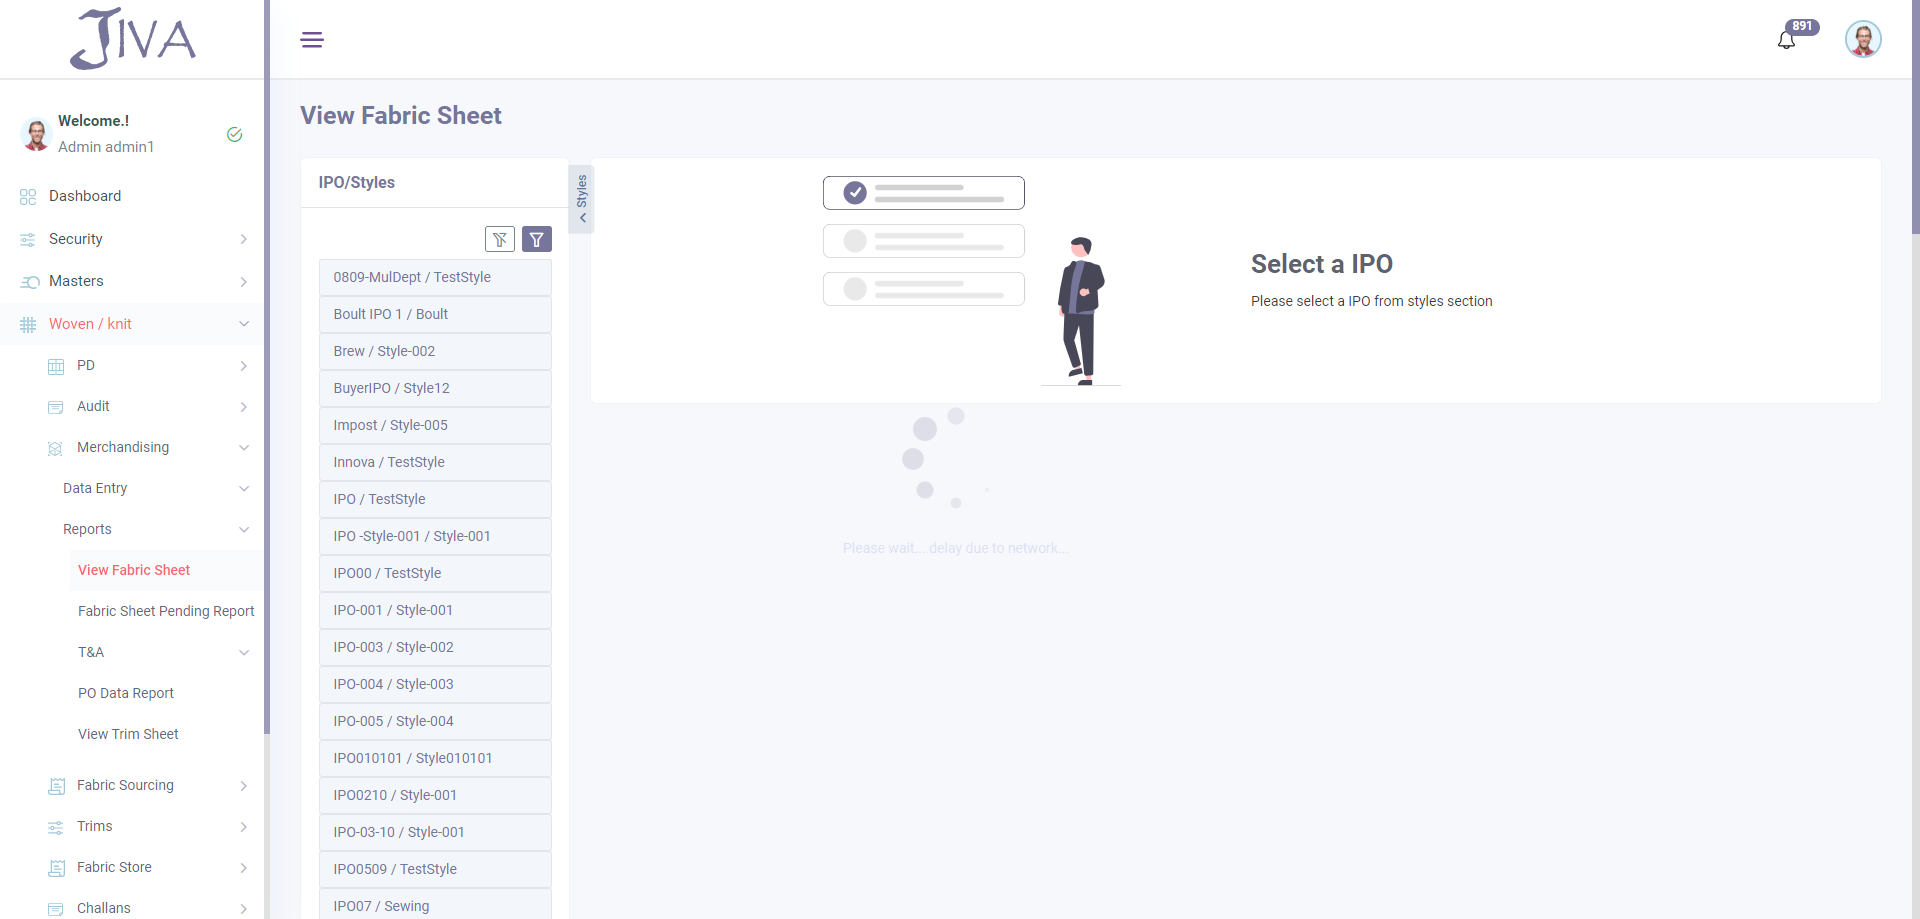 JIVA
891
Welcome.!
Admin admin1
Dashboard
Security
Masters
Woven / knit
PD
Audit
Merchandising
Data Entry
Reports
View Fabric Sheet
Fabric Sheet Pending Report
T&A
PO Data Report
View Trim Sheet
Fabric Sourcing
Trims
Fabric Store
Challans
View Fabric Sheet
IPO/Styles
Styles
0809-MulDept / TestStyle
Boult IPO 1 / Boult
Brew / Style-002
BuyerIPO / Style12
Impost / Style-005
Innova / TestStyle
IPO / TestStyle
IPO -Style-001 / Style-001
IPO00 / TestStyle
IPO-001 / Style-001
IPO-003 / Style-002
IPO-004 / Style-003
IPO-005 / Style-004
IPO010101 / Style010101
IPO0210 / Style-001
IPO-03-10 / Style-001
IPO0509 / TestStyle
IPO07 / Sewing
Select a IPO
Please select a IPO from styles section
Please wait....delay due to network...